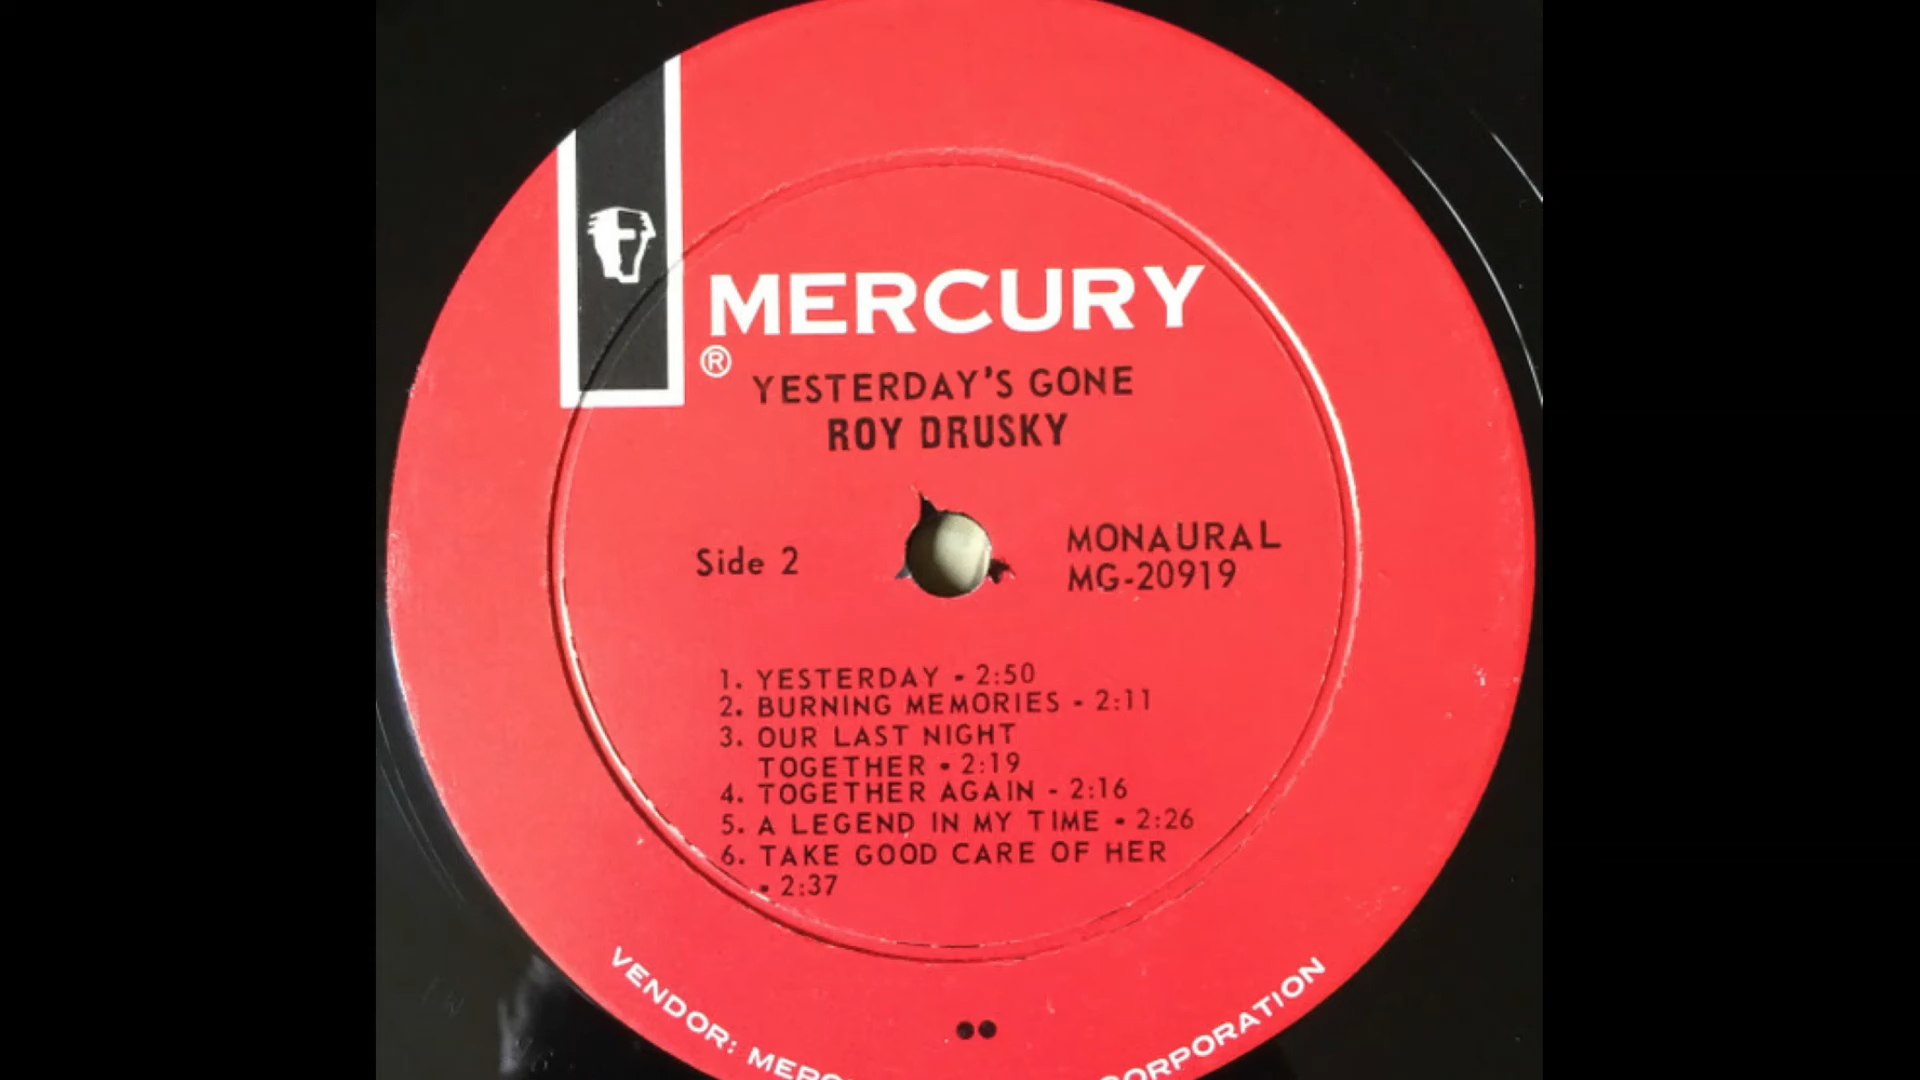 MERCURY
®
YESTERDAY'S GONE
ROY DRUSKY
Side 2
MONAURAL
MG-20919
1. YESTERDAY - 2:50
2. BURNING MEMORIES - 2:11
3. OUR LAST NIGHT
TOGETHER - 2:19
4. TOGETHER AGAIN - 2:16
5. A LEGEND IN MY TIME - 2:26
6. TAKE GOOD CARE OF HER
- 2:37
VENDOR: CORPORATION